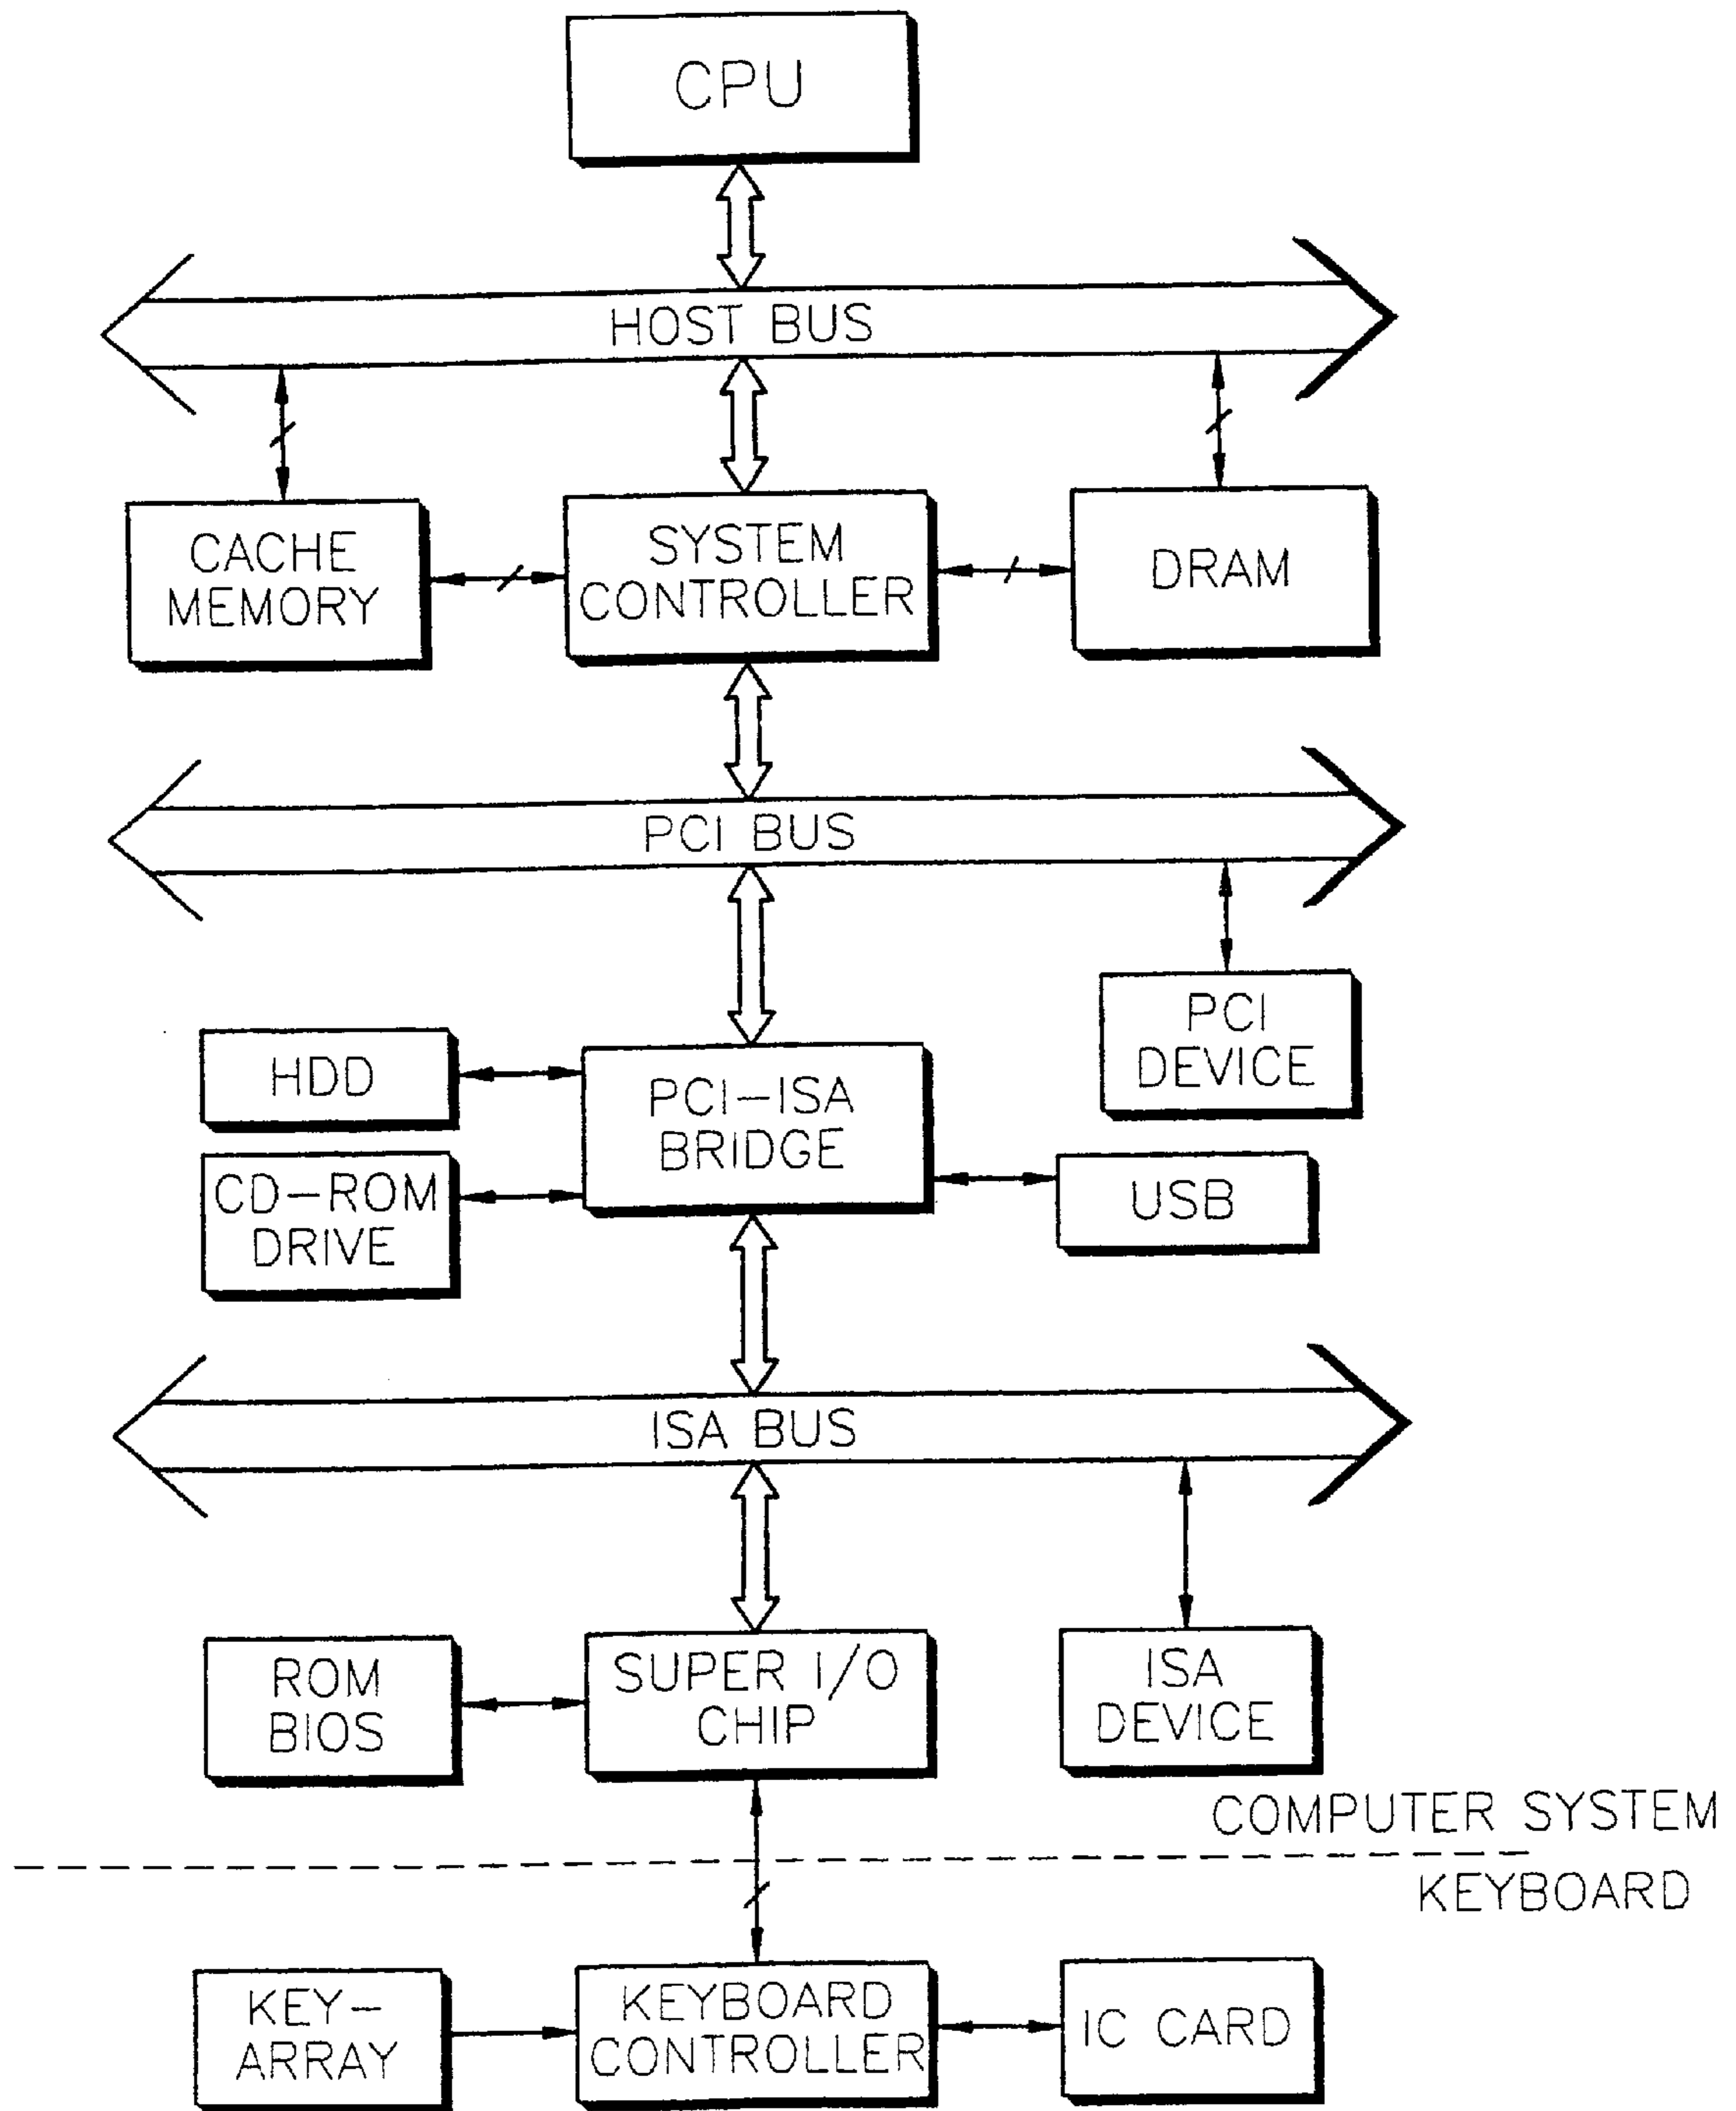 CPU
HOST BUS
CACHE
MEMORY
SYSTEM
CONTROLLER
DRAM
PCI BUS
PCI
DEVICE
HDD
PCI-ISA
BRIDGE
CD-ROM
DRIVE
USB
ISA BUS
ROM
BIOS
SUPER I/O
CHIP
ISA
DEVICE
COMPUTER SYSTEM
KEYBOARD
KEY-
ARRAY
KEYBOARD
CONTROLLER
IC CARD